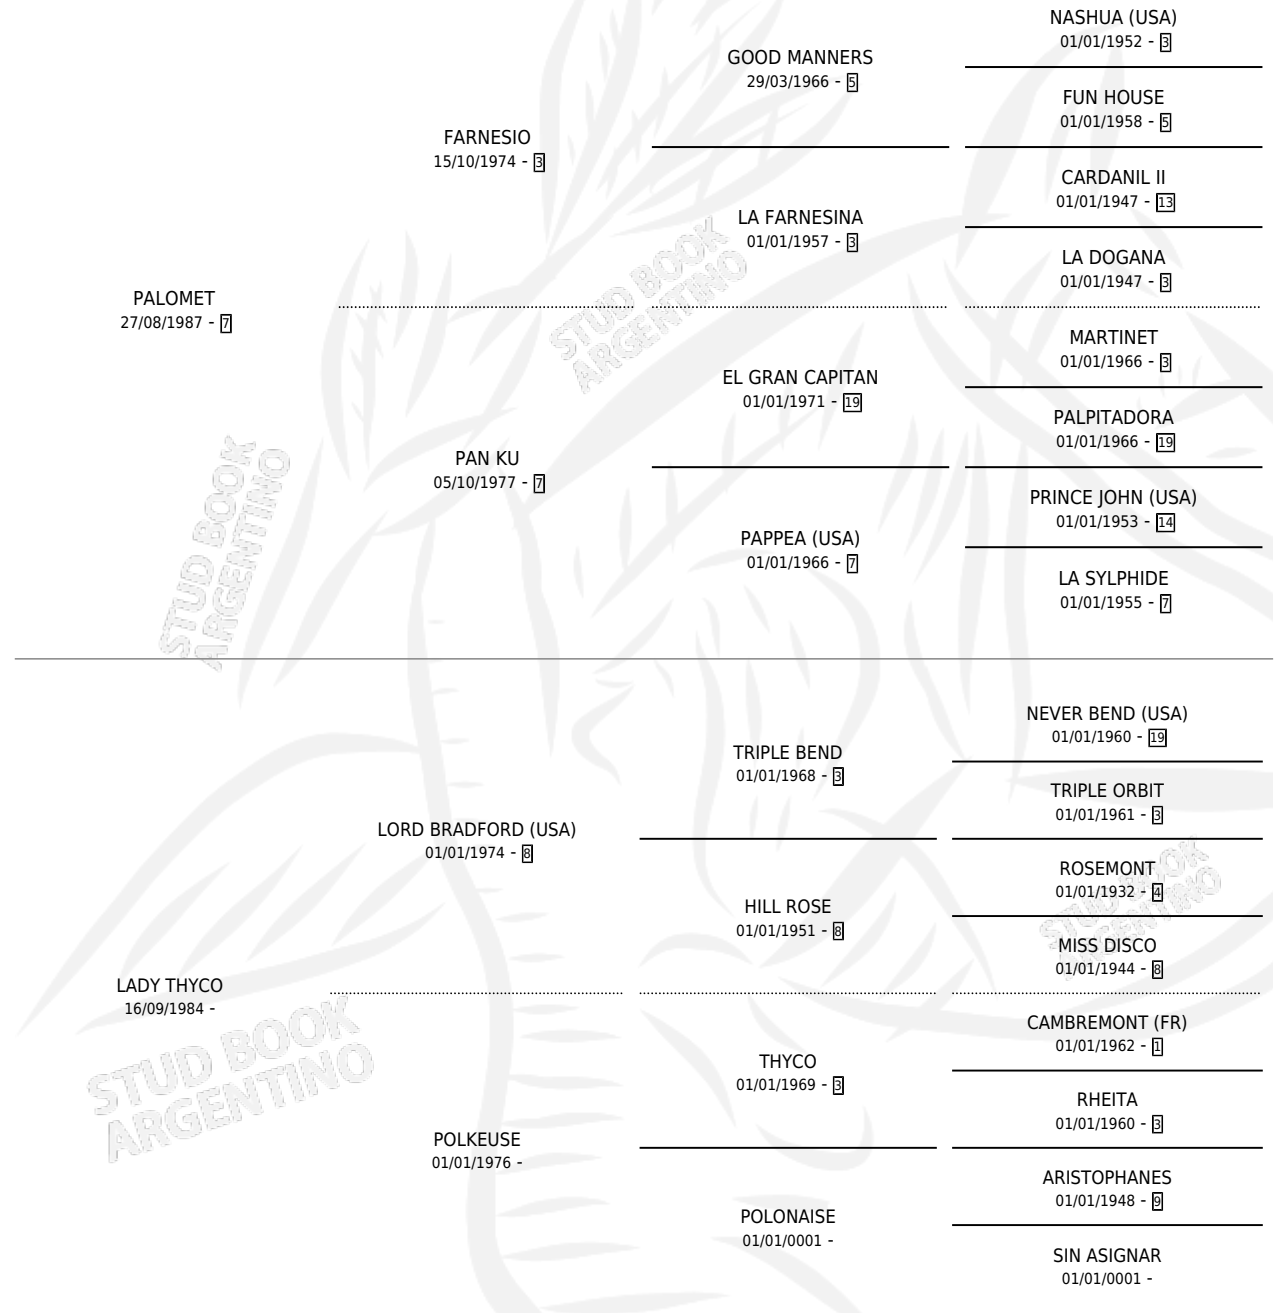 NASHUA (USA)
01/01/1952 - 3
GOOD MANNERS
29/03/1966 - 5
FUN HOUSE
01/01/1958 - 5
FARNESIO
15/10/1974 - 3
CARDANIL II
01/01/1947 - 13
LA FARNESINA
01/01/1957 - 3
LA DOGANA
01/01/1947 - 3
PALOMET
27/08/1987 - 7
MARTINET
01/01/1966 - 3
EL GRAN CAPITAN
01/01/1971 - 19
PALPITADORA
01/01/1966 - 19
PAN KU
05/10/1977 - 7
PRINCE JOHN (USA)
01/01/1953 - 14
PAPPEA (USA)
01/01/1966 - 7
LA SYLPHIDE
01/01/1955 - 7
STUD BOOK
ARGENTINO
STUD BOOK
ARGENTINO
NEVER BEND (USA)
01/01/1960 - 19
TRIPLE BEND
01/01/1968 - 3
TRIPLE ORBIT
01/01/1961 - 3
LORD BRADFORD (USA)
01/01/1974 - 8
ROSEMONT
01/01/1932 - 4
HILL ROSE
01/01/1951 - 8
MISS DISCO
01/01/1944 - 8
LADY THYCO
16/09/1984 -
CAMBREMONT (FR)
01/01/1962 - 1
THYCO
01/01/1969 - 3
RHEITA
01/01/1960 - 3
POLKEUSE
01/01/1976 -
ARISTOPHANES
01/01/1948 - 9
POLONAISE
01/01/0001 -
SIN ASIGNAR
01/01/0001 -
STUD BOOK
ARGENTINO
STUD BOOK
ARGENTINO